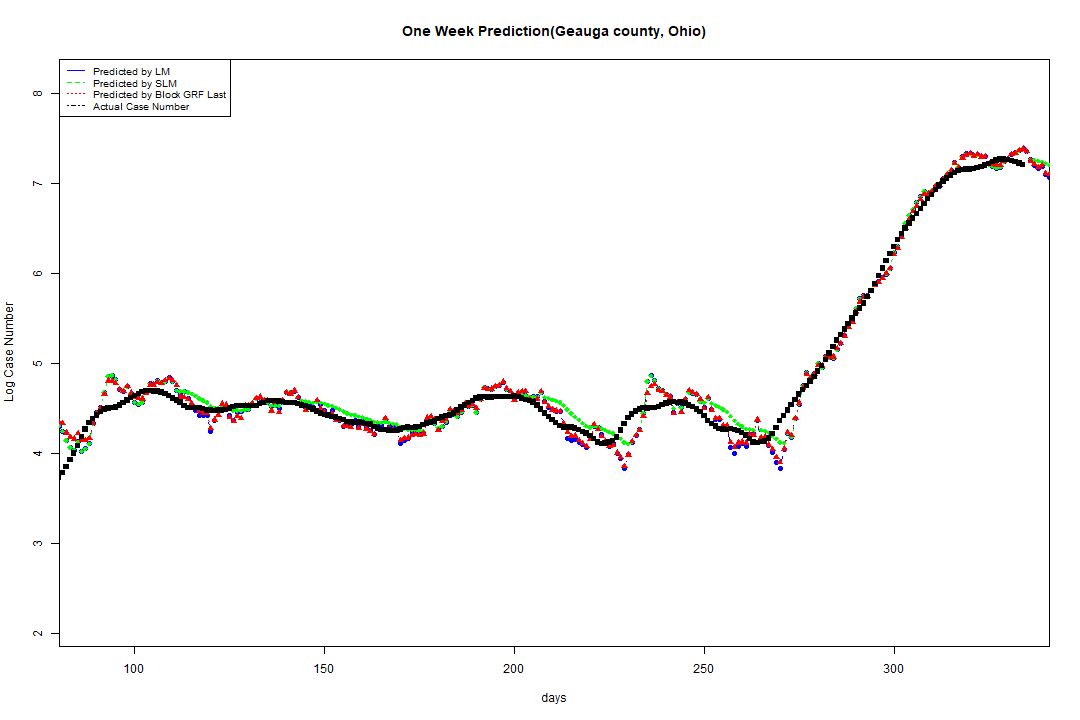 One Week Prediction(Geauga county, Ohio)
Predicted by LM
Predicted by SLM
Predicted by Block GRF Last
Actual Case Number
Log Case Number
8
7
6
5
4
3
2
100 150 200 250 300
days